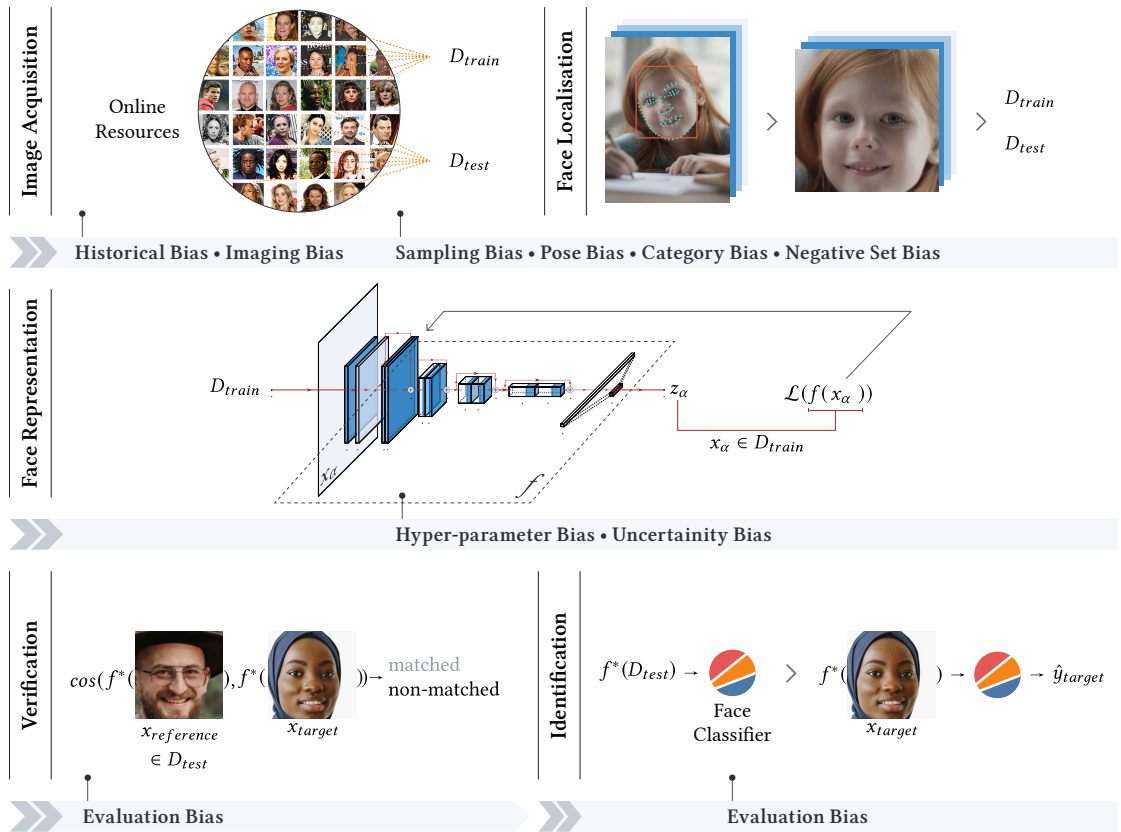 Image Acquisition
Online
Resources
D_train
D_test
Face Localisation
D_train
D_test
Historical Bias • Imaging Bias
Sampling Bias • Pose Bias • Category Bias • Negative Set Bias
Face Representation
D_train
x_α
f
z_α
ℒ(f(x_α))
x_α ∈ D_train
Hyper-parameter Bias • Uncertainity Bias
Verification
cos(f*( ), f*( )) → matched
non-matched
x_reference
∈ D_test
x_target
Identification
f*(D_test) →
Face
Classifier
f*( ) → → ŷ_target
x_target
Evaluation Bias
Evaluation Bias